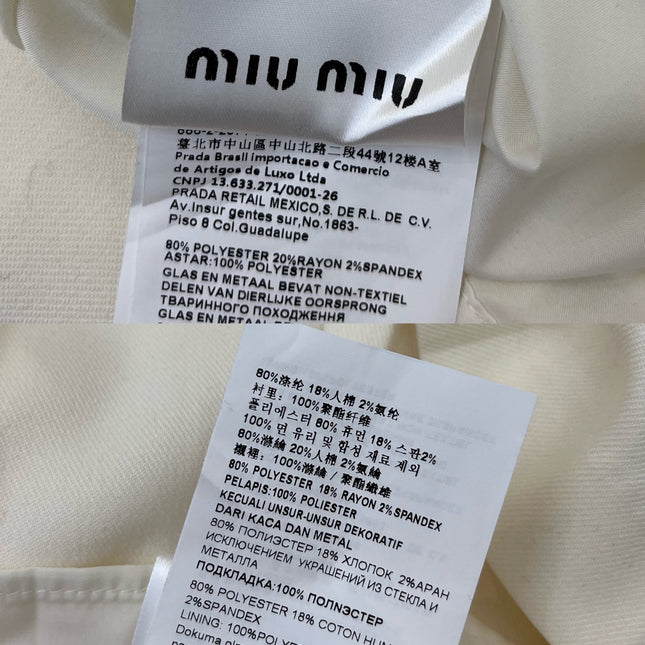 miu miu
臺北市中山區中山北路二段44號12楼A室
Prada Brasil importacao e Comercio
de Artigos de Luxo Ltda
CNPJ 13.633.271/0001-26
PRADA RETAIL MEXICO,S. DE R.L. DE C.V.
Av.Insur gentes sur,No.1863-
Piso 8 Col.Guadalupe
80% POLYESTER 20%RAYON 2%SPANDEX
ASTAR:100% POLYESTER
GLAS EN METAAL BEVAT NON-TEXTIEL
DELEN VAN DIERLIJKE OORSPRONG
ТВАРИННОГО ПОХОДЖЕННЯ
GLAS EN METAAL
80%涤纶 18%人棉 2%氨纶
衬里：100%聚酯纤维
폴리에스터 80% 휴먼 18% 스판2%
100% 면 유리 및 합성 재료 제외
80%滌綸 20%人棉 2%氨綸
襯裡：100%滌綸 / 聚酯纖維
80% POLYESTER 18% RAYON 2%SPANDEX
PELAPIS:100% POLIESTER
KECUALI UNSUR-UNSUR DEKORATIF
DARI KACA DAN METAL
80% ПОЛИЭСТЕР 18% ХЛОПОК 2%АРАН
ИСКЛЮЧЕНИЕМ УКРАШЕНИЙ ИЗ СТЕКЛА И
МЕТАЛЛА
ПОДКЛАДКА:100% ПОЛНЭСТЕР
80% POLYESTER 18% COTON HUM
2%SPANDEX
LINING: 100%POLY
Dokuma